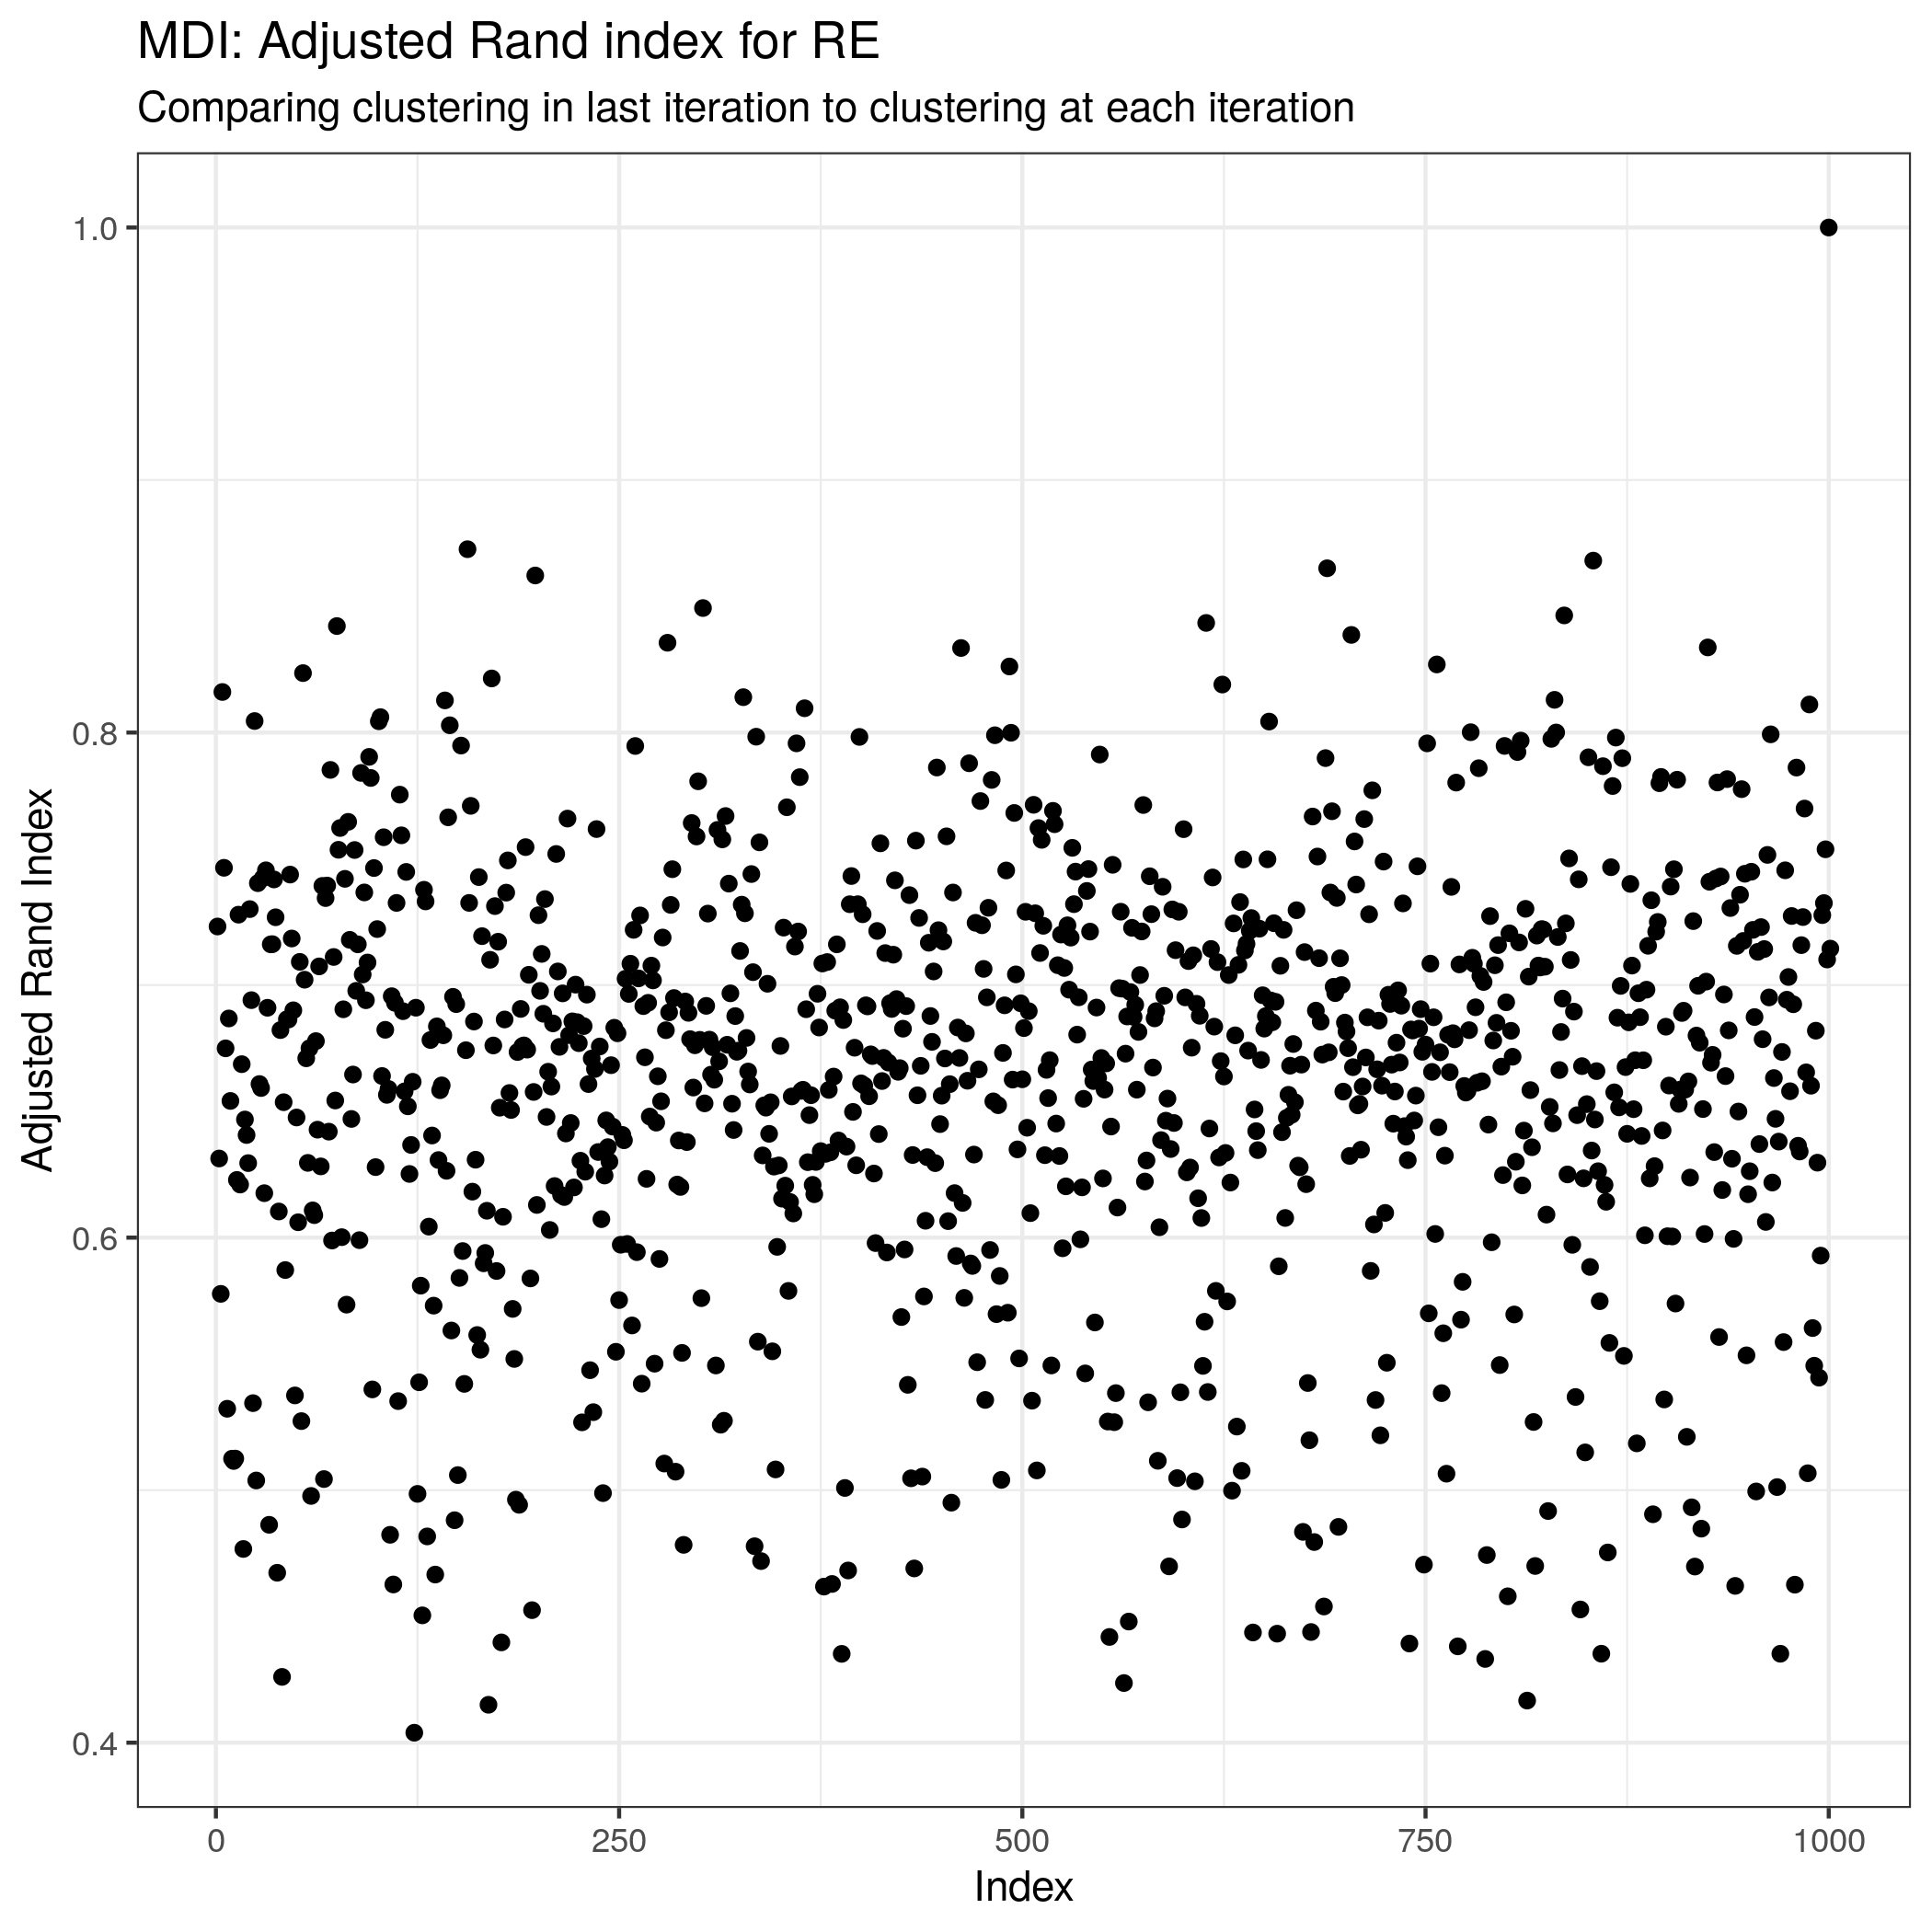 MDI: Adjusted Rand index for RE
Comparing clustering in last iteration to clustering at each iteration
Adjusted Rand Index
1.0
0.8
0.6
0.4
0 250 500 750 1000
Index